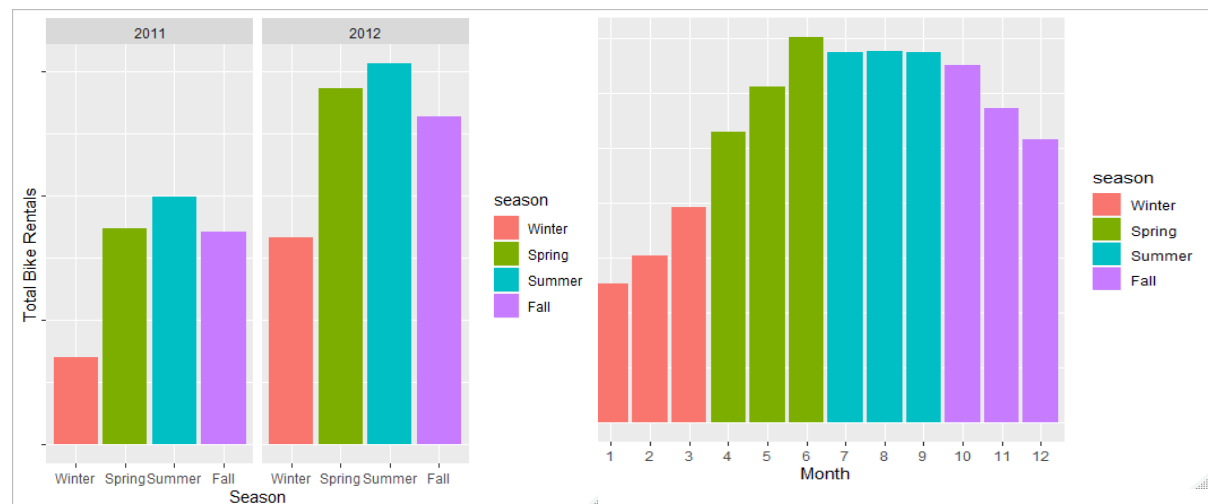 2011 2012
Total Bike Rentals
Winter Spring Summer Fall Winter Spring Summer Fall
Season
season
Winter
Spring
Summer
Fall
1 2 3 4 5 6 7 8 9 10 11 12
Month
season
Winter
Spring
Summer
Fall